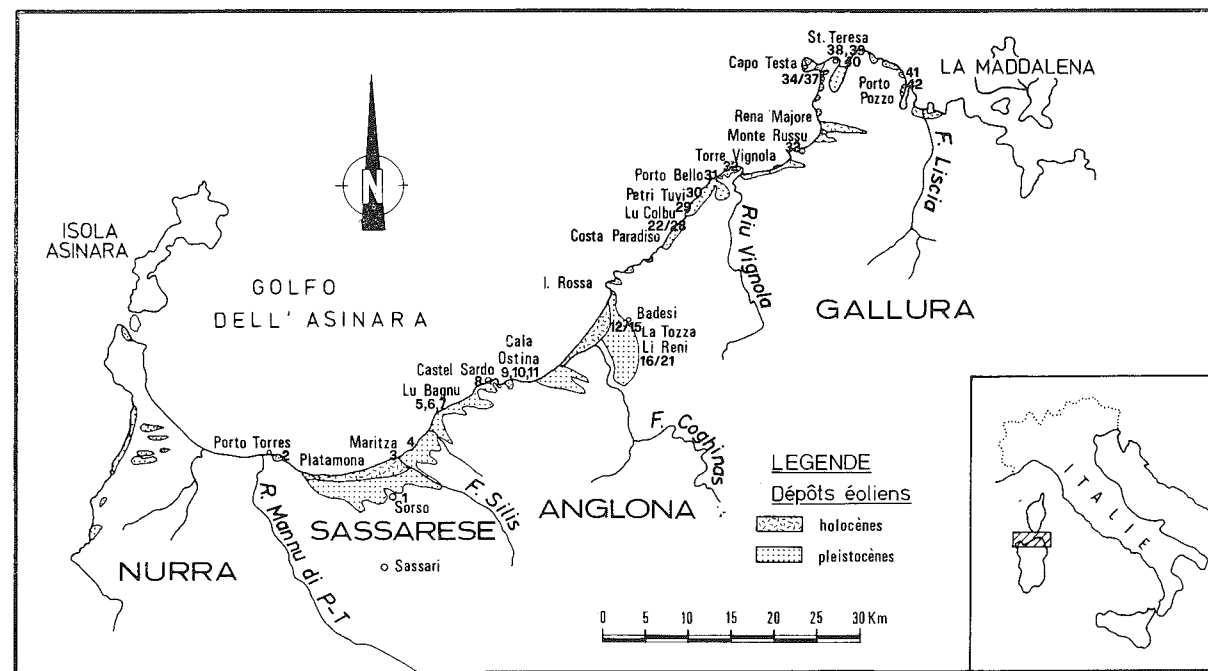 St. Teresa
38,39
40
Capo Testa
34/37
41
42
LA MADDALENA
Porto
Pozzo
Rena Majore
Monte Russu
33
Torre Vignola
32
Porto Bello 31
Petri Tuvi 30
29
Lu Colbu
22/28
Costa Paradiso
F. Liscia
Riu Vignola
N
ISOLA
ASINARA
GOLFO
DELL' ASINARA
I. Rossa
GALLURA
Badesi
12/15
La Tozza
Li Reni
16/21
Cala
Ostina
9,10,11
Castel Sardo
8
Lu Bagnu
5,6,7
F. Coghinas
Porto Torres
2
Platamona
Maritza
3
4
1
Sorso
F. Silis
ANGLONA
SASSARESE
NURRA
R. Mannu di P-T
Sassari
LEGENDE
Dépôts éoliens
holocènes
pleistocènes
0 5 10 15 20 25 30 Km
ITALIE